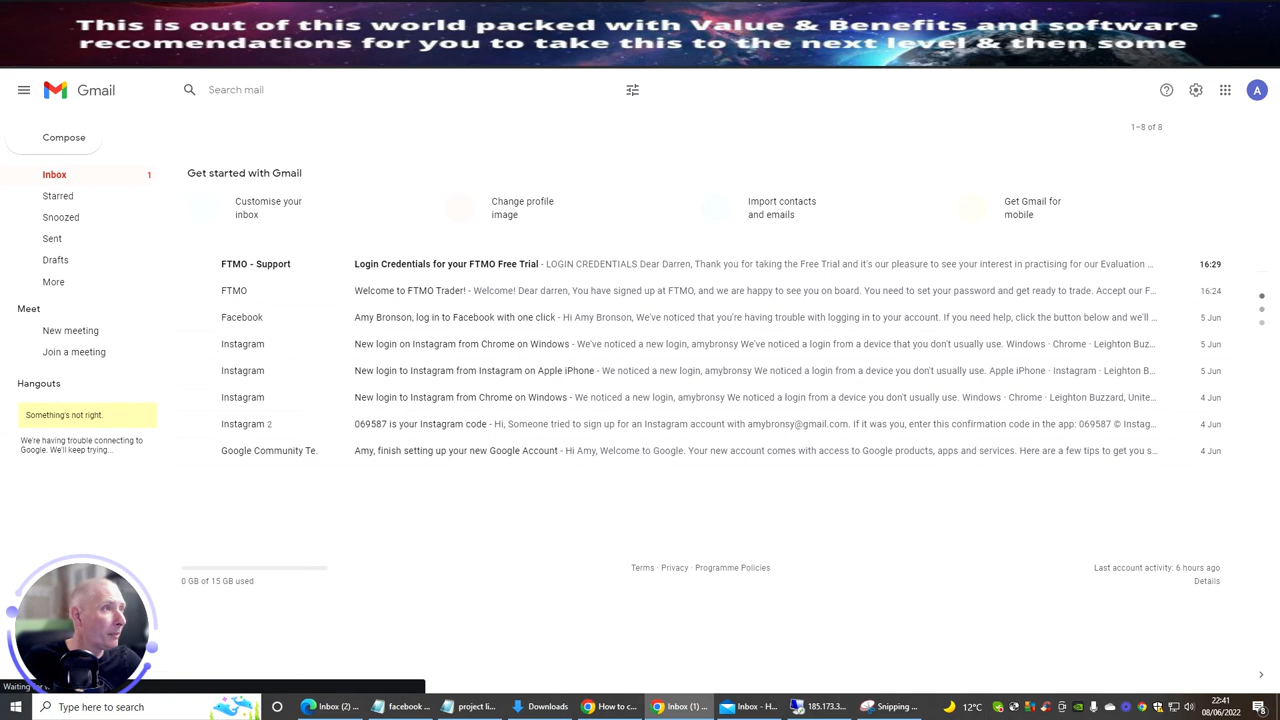 This is out of this world packed with Value & Benefits and software
recomendations for you to take this to the next level & then some
Gmail
Search mail
1–8 of 8
Compose
Inbox 1
Starred
Snoozed
Sent
Drafts
More
Meet
New meeting
Join a meeting
Hangouts
Something's not right.
We're having trouble connecting to
Google. We'll keep trying...
Get started with Gmail
Customise your
inbox
Change profile
image
Import contacts
and emails
Get Gmail for
mobile
FTMO - Support Login Credentials for your FTMO Free Trial - LOGIN CREDENTIALS Dear Darren, Thank you for taking the Free Trial and it's our pleasure to see your interest in practising for our Evaluation ... 16:29
FTMO Welcome to FTMO Trader! - Welcome! Dear darren, You have signed up at FTMO, and we are happy to see you on board. You need to set your password and get ready to trade. Accept our F... 16:24
Facebook Amy Bronson, log in to Facebook with one click - Hi Amy Bronson, We've noticed that you're having trouble with logging in to your account. If you need help, click the button below and we'll ... 5 Jun
Instagram New login on Instagram from Chrome on Windows - We've noticed a new login, amybronsy We've noticed a login from a device that you don't usually use. Windows · Chrome · Leighton Buz... 5 Jun
Instagram New login to Instagram from Instagram on Apple iPhone - We noticed a new login, amybronsy We noticed a login from a device you don't usually use. Apple iPhone · Instagram · Leighton B... 5 Jun
Instagram New login to Instagram from Chrome on Windows - We noticed a new login, amybronsy We noticed a login from a device you don't usually use. Windows · Chrome · Leighton Buzzard, Unite... 4 Jun
Instagram 2 069587 is your Instagram code - Hi, Someone tried to sign up for an Instagram account with amybronsy@gmail.com. If it was you, enter this confirmation code in the app: 069587 © Instag... 4 Jun
Google Community Te. Amy, finish setting up your new Google Account - Hi Amy, Welcome to Google. Your new account comes with access to Google products, apps and services. Here are a few tips to get you s... 4 Jun
0 GB of 15 GB used
Terms · Privacy · Programme Policies
Last account activity: 6 hours ago
Details
A
Waiting for
Type here to search
Inbox (2) ...
facebook ...
project li...
Downloads
How to c...
Inbox (1) ...
Inbox - H...
185.173.3...
Snipping ...
12°C
22:41
08/06/2022